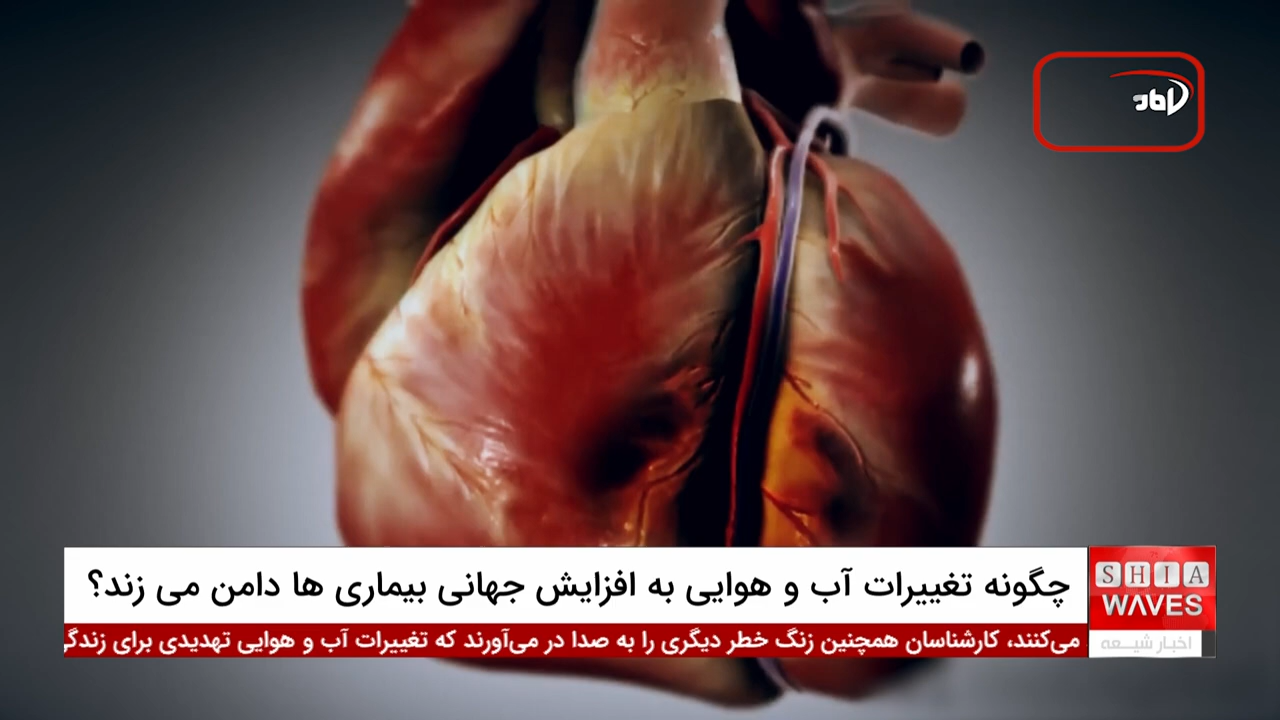 چگونه تغییرات آب و هوایی به افزایش جهانی بیماری ها دامن می زند؟
SHIA
WAVES
می‌کنند، کارشناسان همچنین زنگ خطر دیگری را به صدا در می‌آورند که تغییرات آب و هوایی تهدیدی برای زندگی
اخبار شیعه